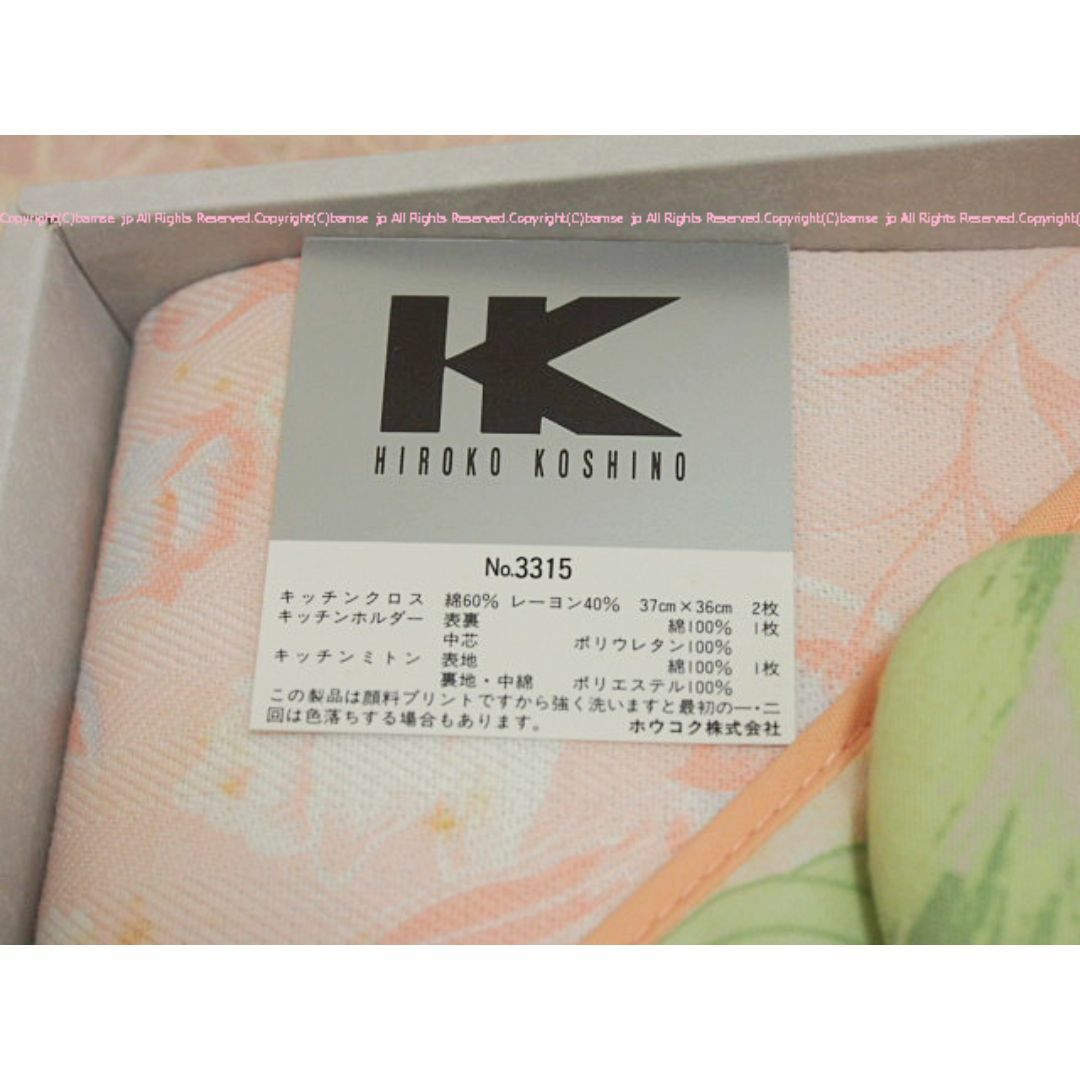 Copyright(C)bamse jp All Rights Reserved.Copyright(C)bamse jp All Rights Reserved.Copyright(C)bamse jp All Rights Reserved.Copyright(C)bamse jp All Rights Reserved.Copyright(
HK
HIROKO KOSHINO
No.3315
キッチンクロス 綿60% レーヨン40% 37cm×36cm 2枚
キッチンホルダー 表裏 綿100% 1枚
中芯 ポリウレタン100%
キッチンミトン 表地 綿100% 1枚
裏地・中綿 ポリエステル100%
この製品は顔料プリントですから強く洗いますと最初の一・二
回は色落ちする場合もあります。 ホウコク株式会社